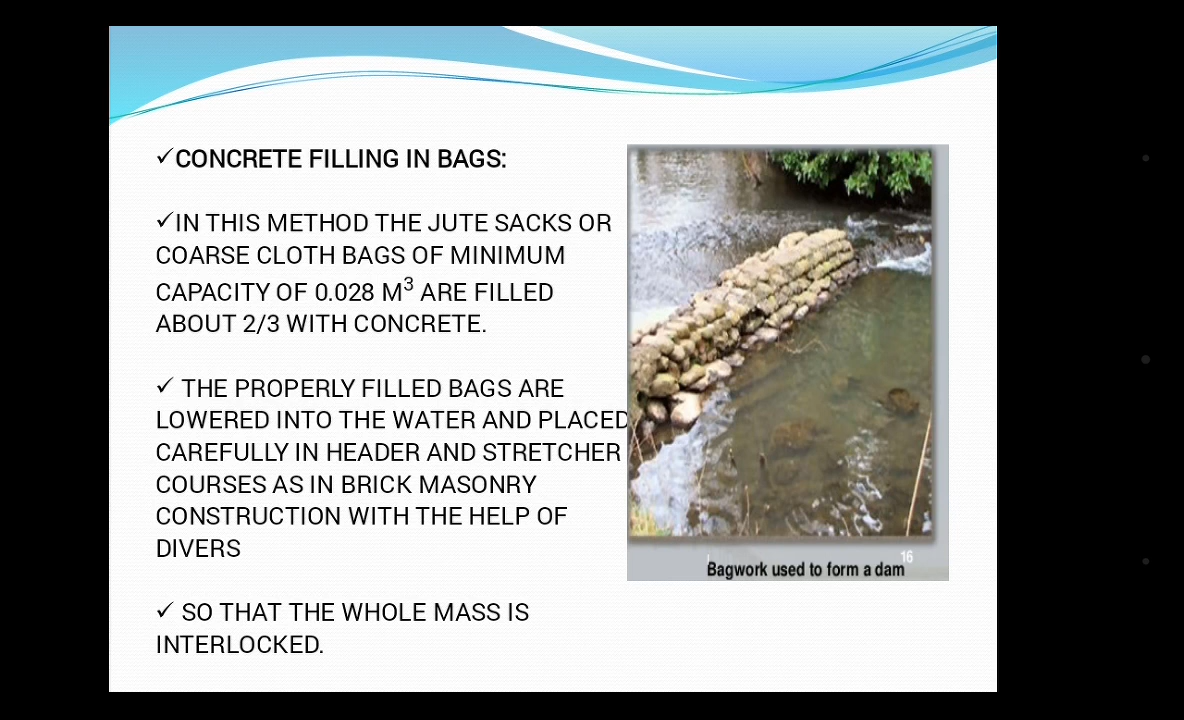 ✓CONCRETE FILLING IN BAGS:
✓IN THIS METHOD THE JUTE SACKS OR
COARSE CLOTH BAGS OF MINIMUM
CAPACITY OF 0.028 M³ ARE FILLED
ABOUT 2/3 WITH CONCRETE.
✓ THE PROPERLY FILLED BAGS ARE
LOWERED INTO THE WATER AND PLACED
CAREFULLY IN HEADER AND STRETCHER
COURSES AS IN BRICK MASONRY
CONSTRUCTION WITH THE HELP OF
DIVERS
✓ SO THAT THE WHOLE MASS IS
INTERLOCKED.
16
Bagwork used to form a dam